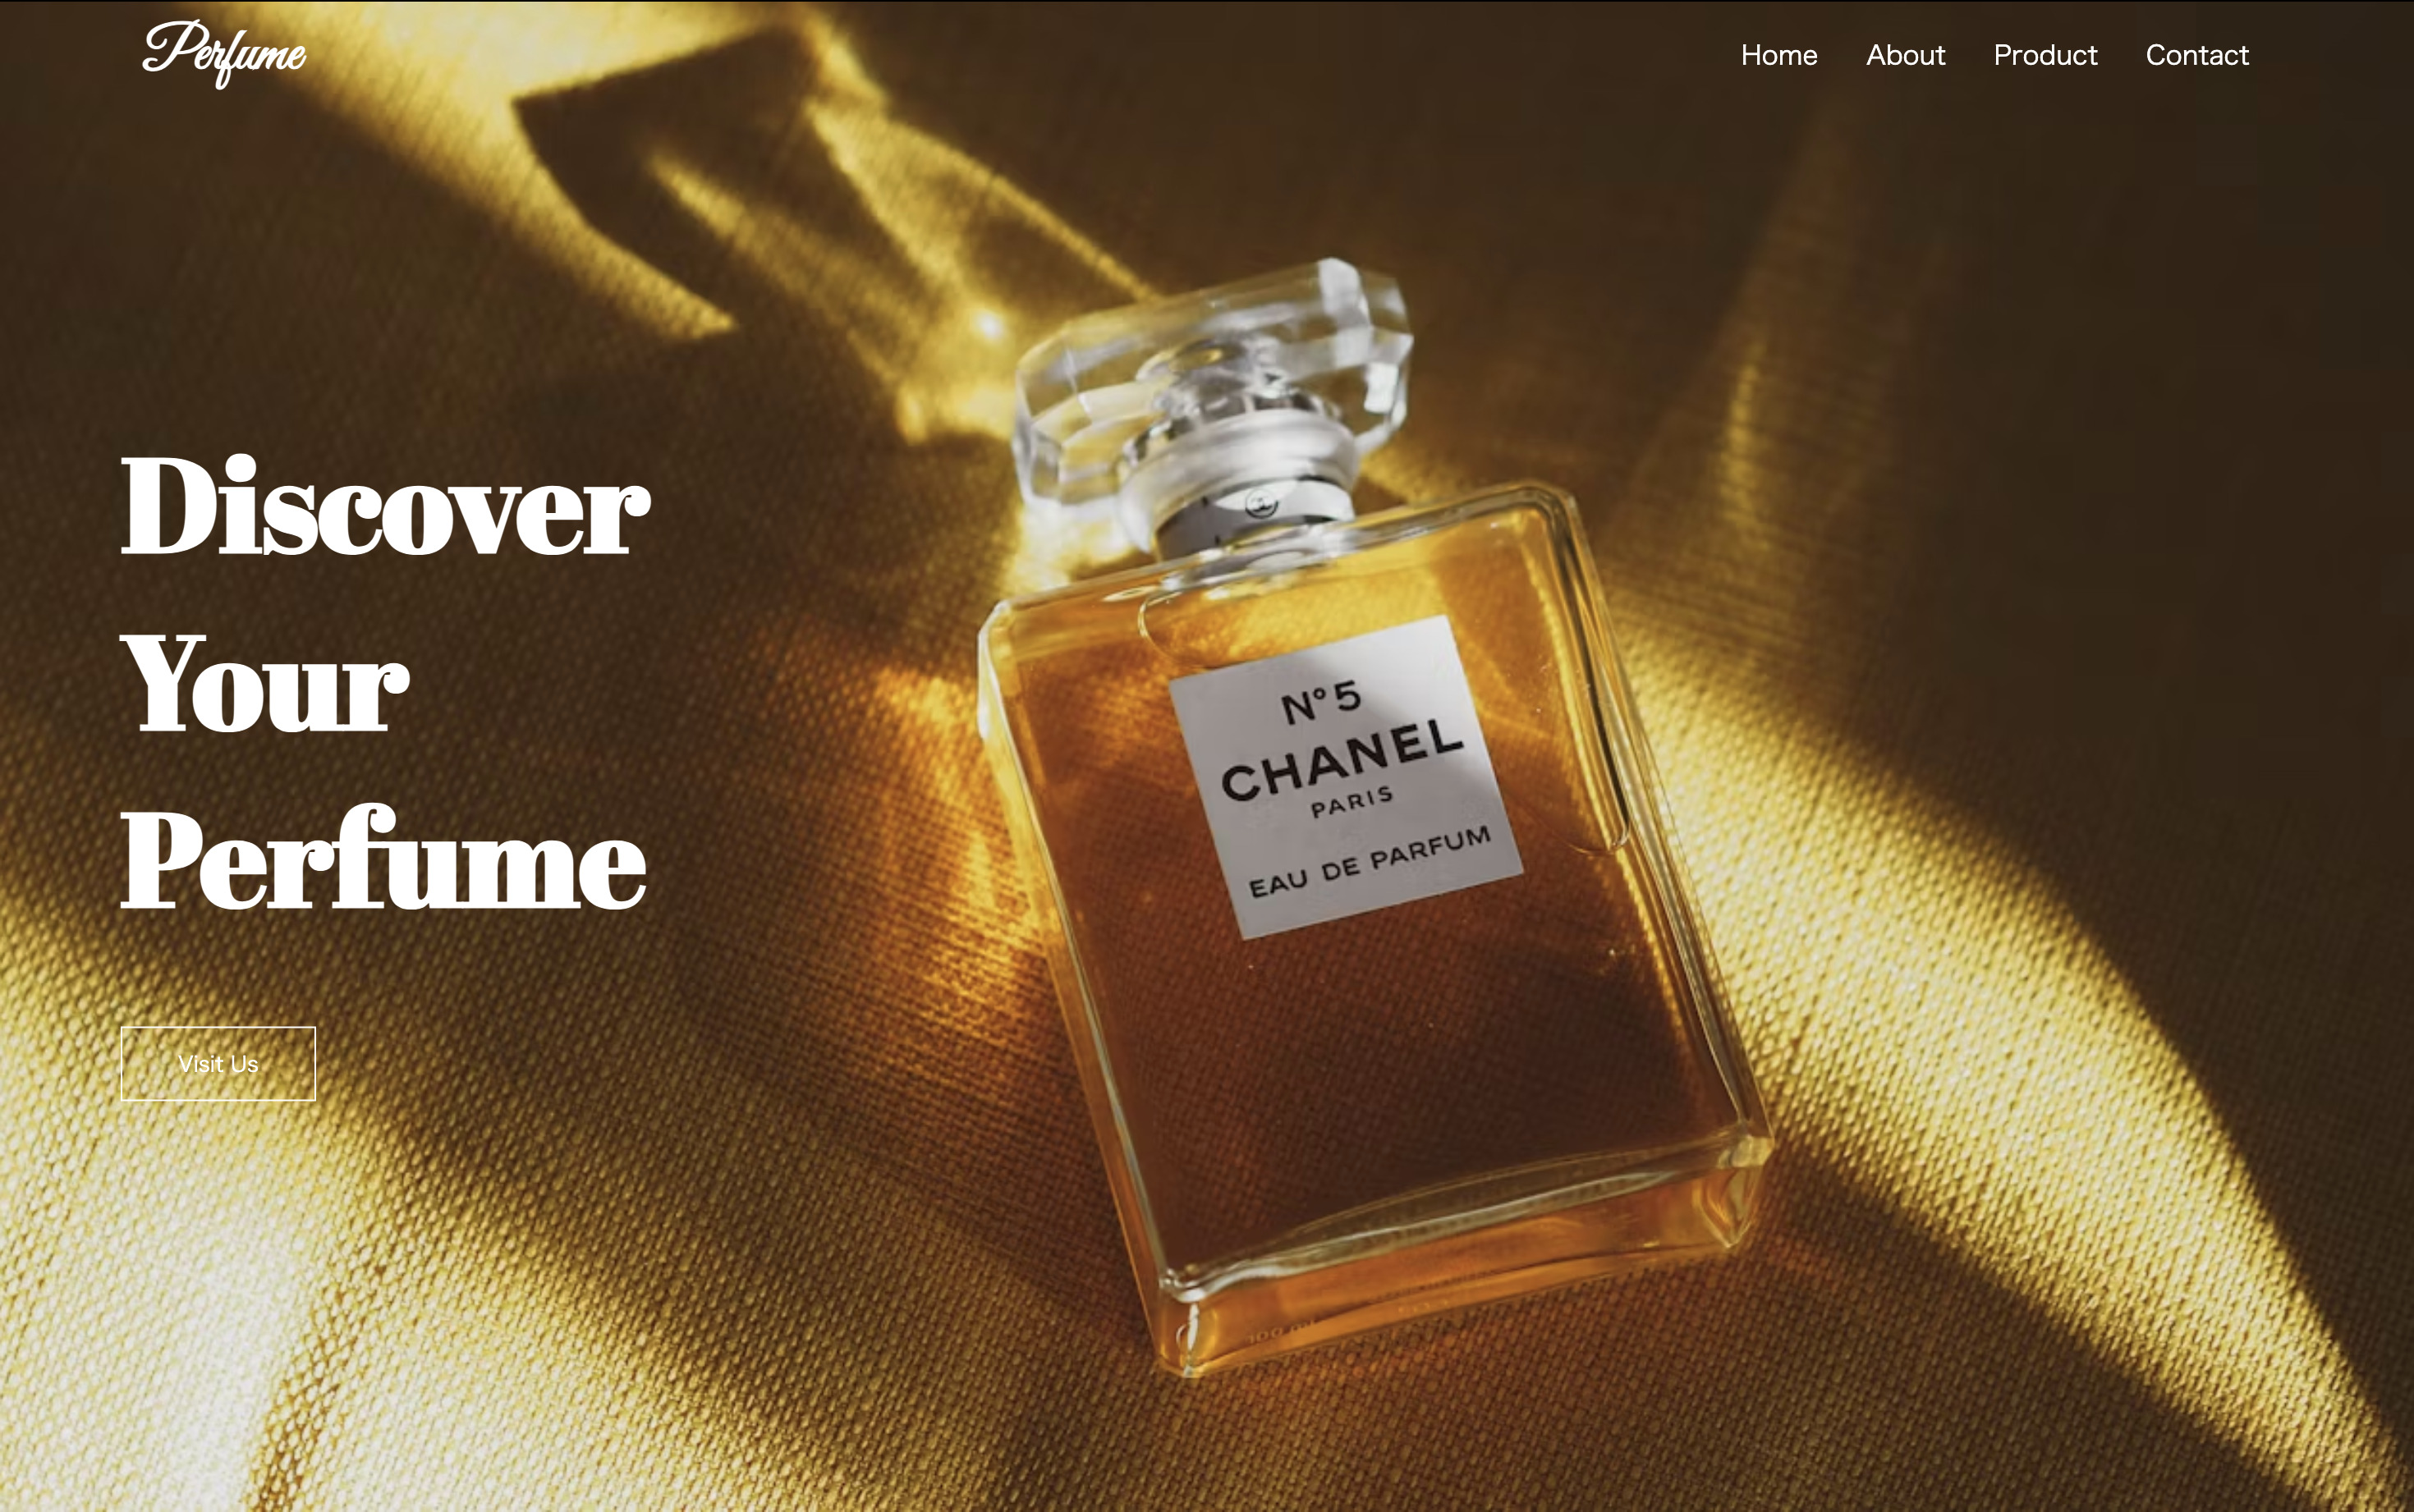 Perfume
Home About Product Contact
Discover
Your
Perfume
Visit Us
N°5
CHANEL
PARIS
EAU DE PARFUM